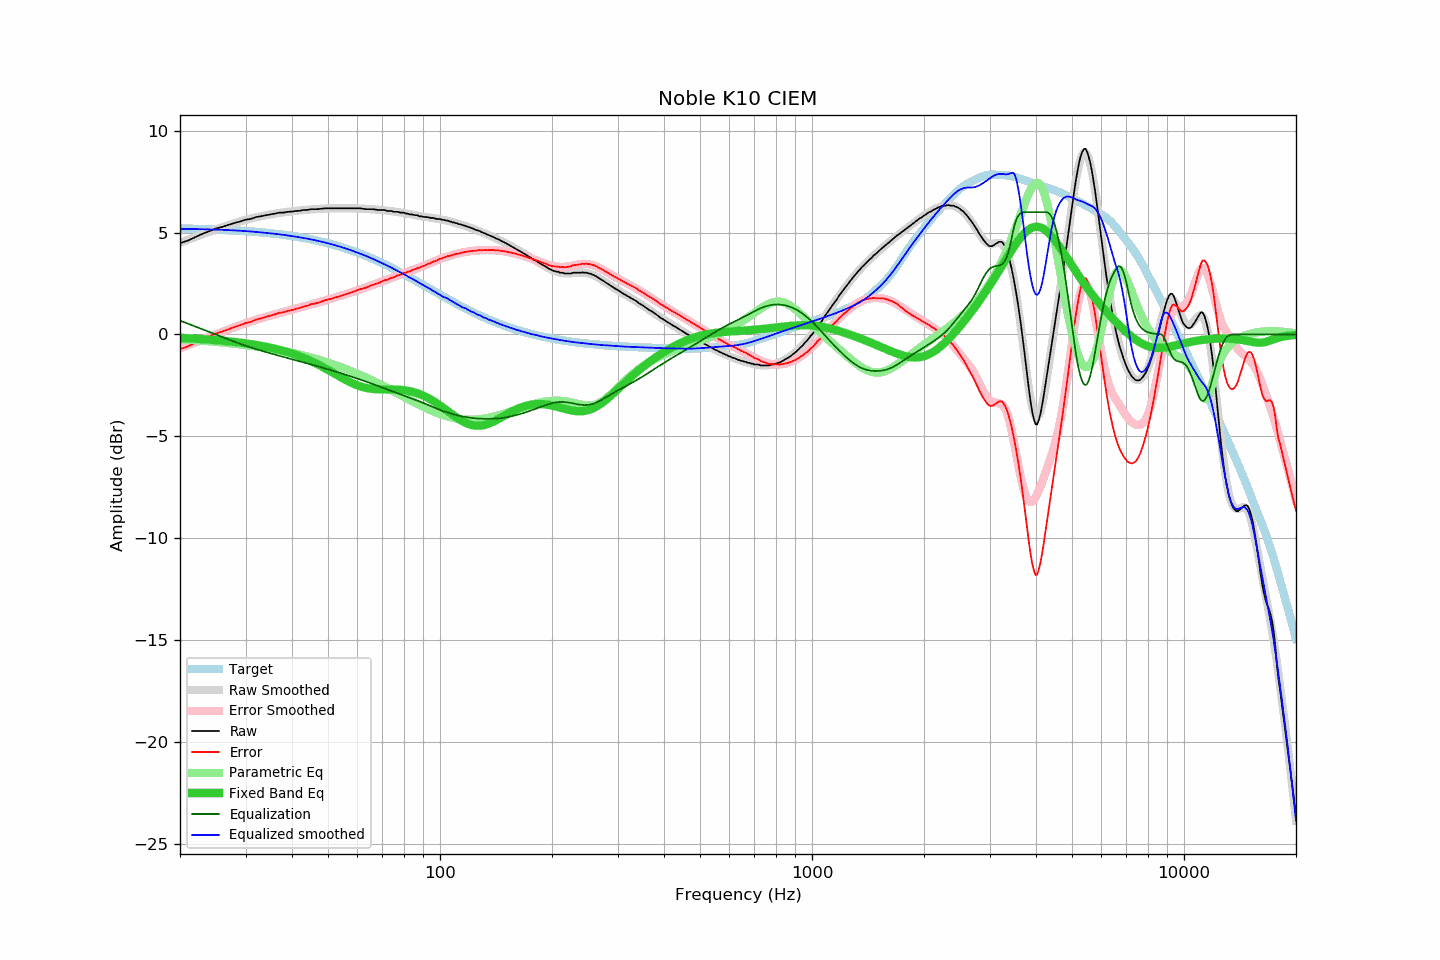 Noble K10 CIEM
10
5
0
−5
−10
−15
−20
−25
Amplitude (dBr)
Target
Raw Smoothed
Error Smoothed
Raw
Error
Parametric Eq
Fixed Band Eq
Equalization
Equalized smoothed
100 1000 10000
Frequency (Hz)